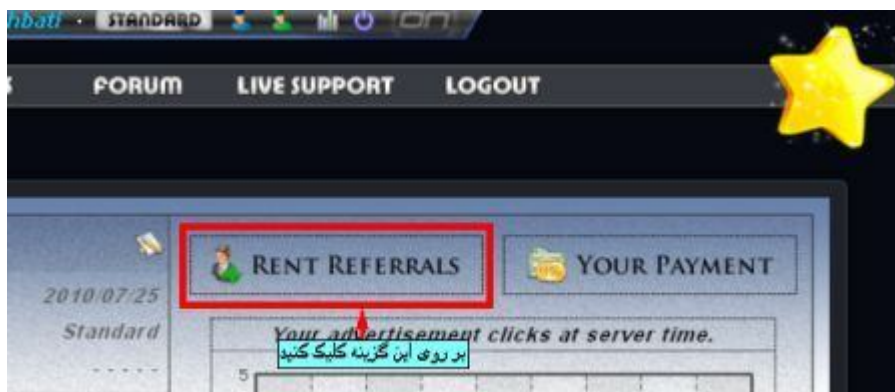 hbati · STANDARD
FORUM LIVE SUPPORT LOGOUT
RENT REFERRALS YOUR PAYMENT
2010/07/25
Standard
Your advertisement clicks at server time.
بر روی این گزینه کلیک کنید
- - - - -
5